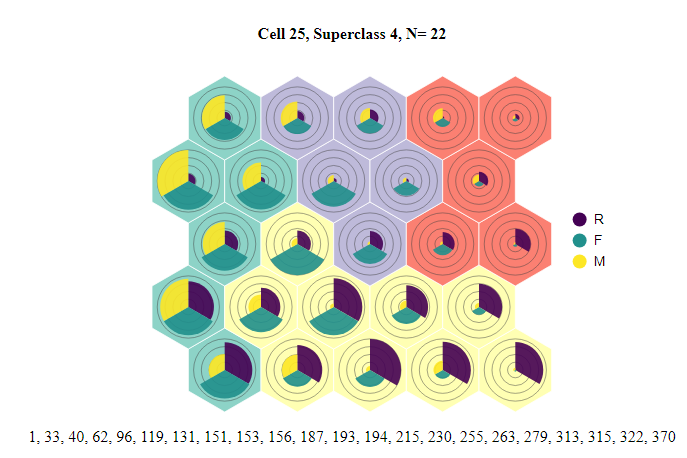 Cell 25, Superclass 4, N= 22
R
F
M
1, 33, 40, 62, 96, 119, 131, 151, 153, 156, 187, 193, 194, 215, 230, 255, 263, 279, 313, 315, 322, 370